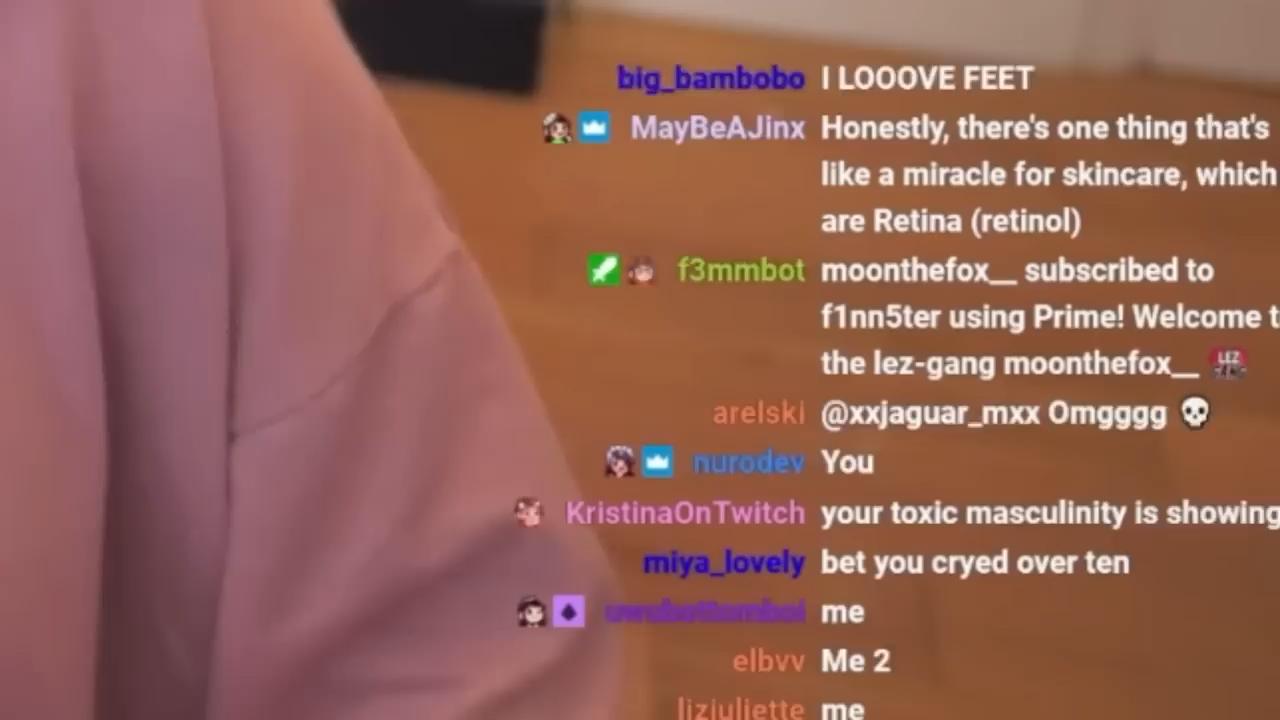 big_bambobo I LOOOVE FEET
MayBeAJinx Honestly, there's one thing that's
like a miracle for skincare, which
are Retina (retinol)
f3mmbot moonthefox__ subscribed to
f1nn5ter using Prime! Welcome t
the lez-gang moonthefox__ LEZ
arelski @xxjaguar_mxx Omgggg 💀
nurodev You
KristinaOnTwitch your toxic masculinity is showing
miya_lovely bet you cryed over ten
me
elbvv Me 2
lizjuliette me